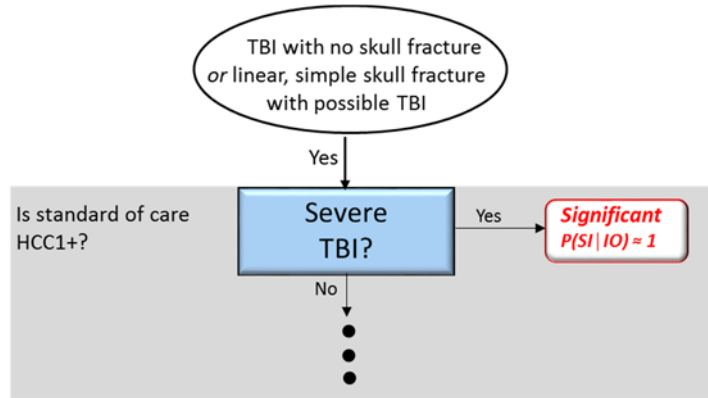 TBI with no skull fracture
or linear, simple skull fracture
with possible TBI
Yes
Is standard of care
HCC1+?
Severe
TBI?
Yes
Significant
P(SI|IO) ≈ 1
No